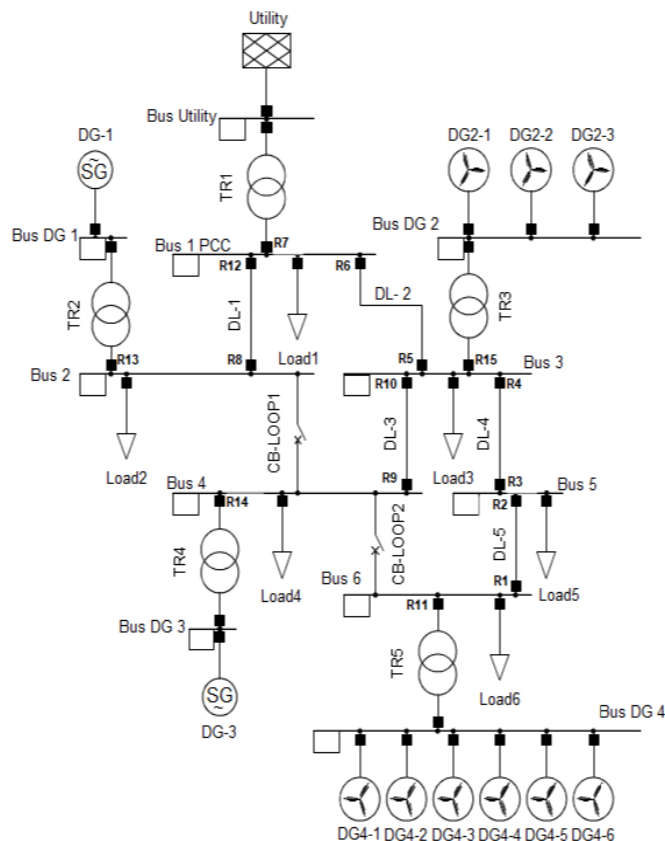 Utility
Bus Utility
DG-1
DG2-1 DG2-2 DG2-3
SG
~
TR1
Bus DG 1
Bus DG 2
R7
Bus 1 PCC
R12 R6
TR2
DL-1
DL- 2
TR3
Load1
R13 R8 R5 R15
Bus 2
Bus 3
R10 R4
CB-LOOP1
DL-3
DL-4
Load2
Load3
R9 R3
Bus 4
Bus 5
R14 R2
TR4
CB-LOOP2
DL-5
Load4
Bus 6
R1
Load5
R11
Bus DG 3
TR5
Load6
SG
~
DG-3
Bus DG 4
DG4-1 DG4-2 DG4-3 DG4-4 DG4-5 DG4-6